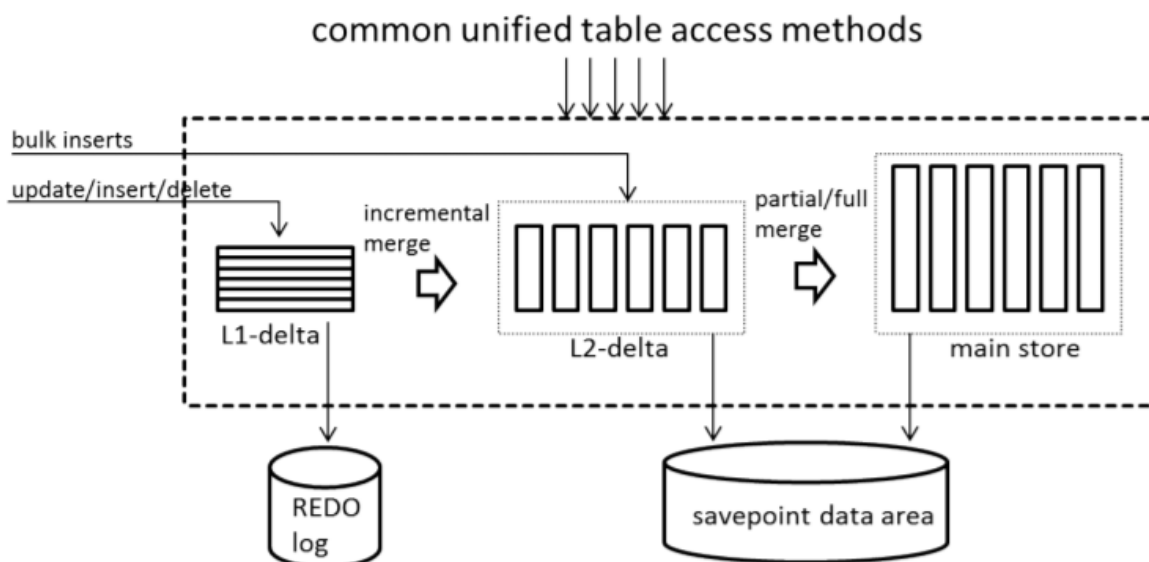 common unified table access methods
bulk inserts
update/insert/delete
incremental
merge
partial/full
merge
L1-delta
L2-delta
main store
REDO
log
savepoint data area